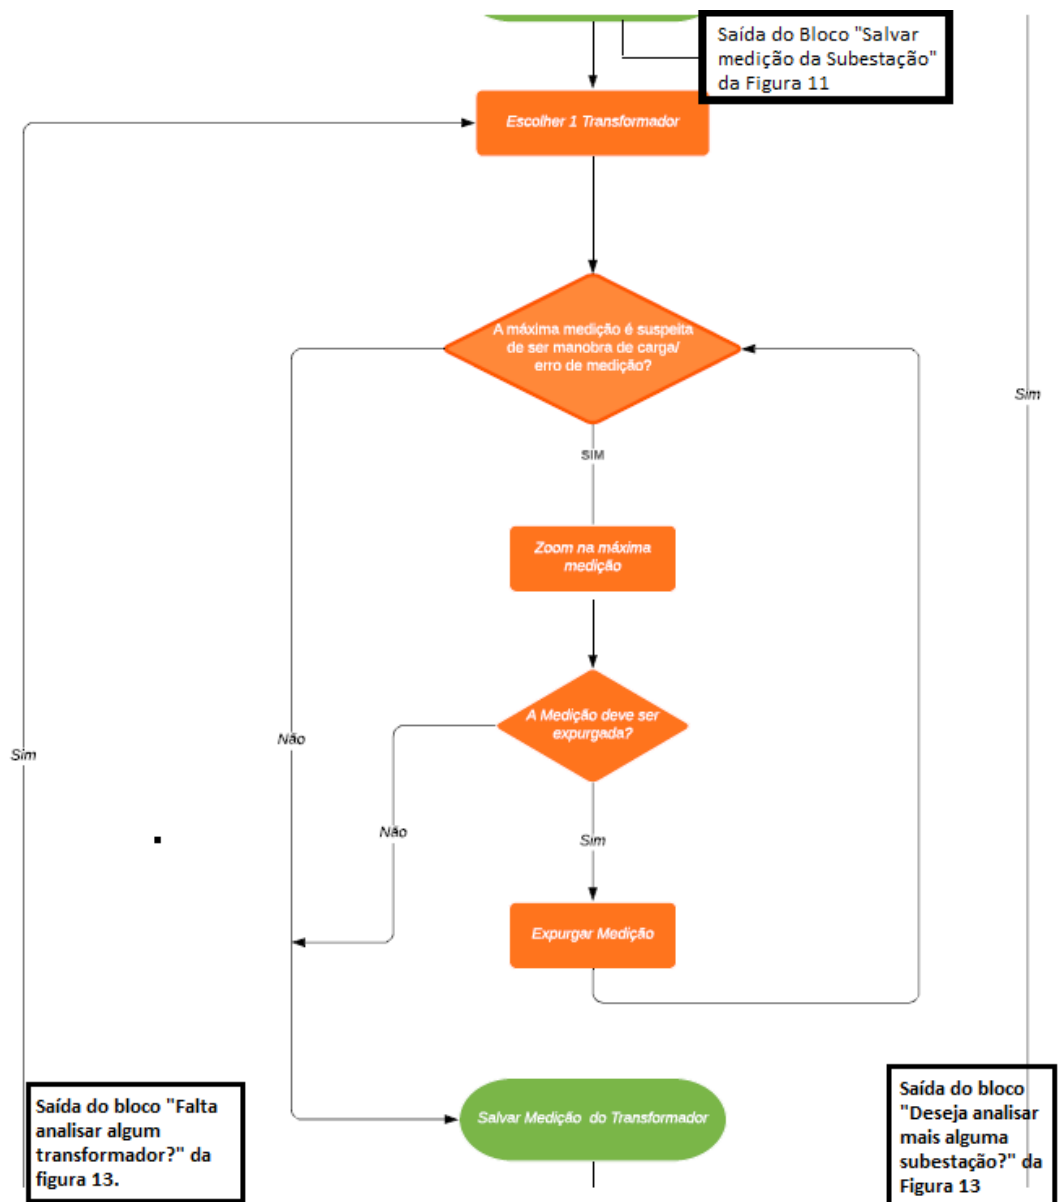 Saída do Bloco "Salvar
medição da Subestação"
da Figura 11
Escolher 1 Transformador
A máxima medição é suspeita
de ser manobra de carga/
erro de medição?
Sim
SIM
Zoom na máxima
medição
A Medição deve ser
expurgada?
Não
Sim
Não
Sim
Expurgar Medição
Saída do bloco "Falta
analisar algum
transformador?" da
figura 13.
Salvar Medição do Transformador
Saída do bloco
"Deseja analisar
mais alguma
subestação?" da
Figura 13